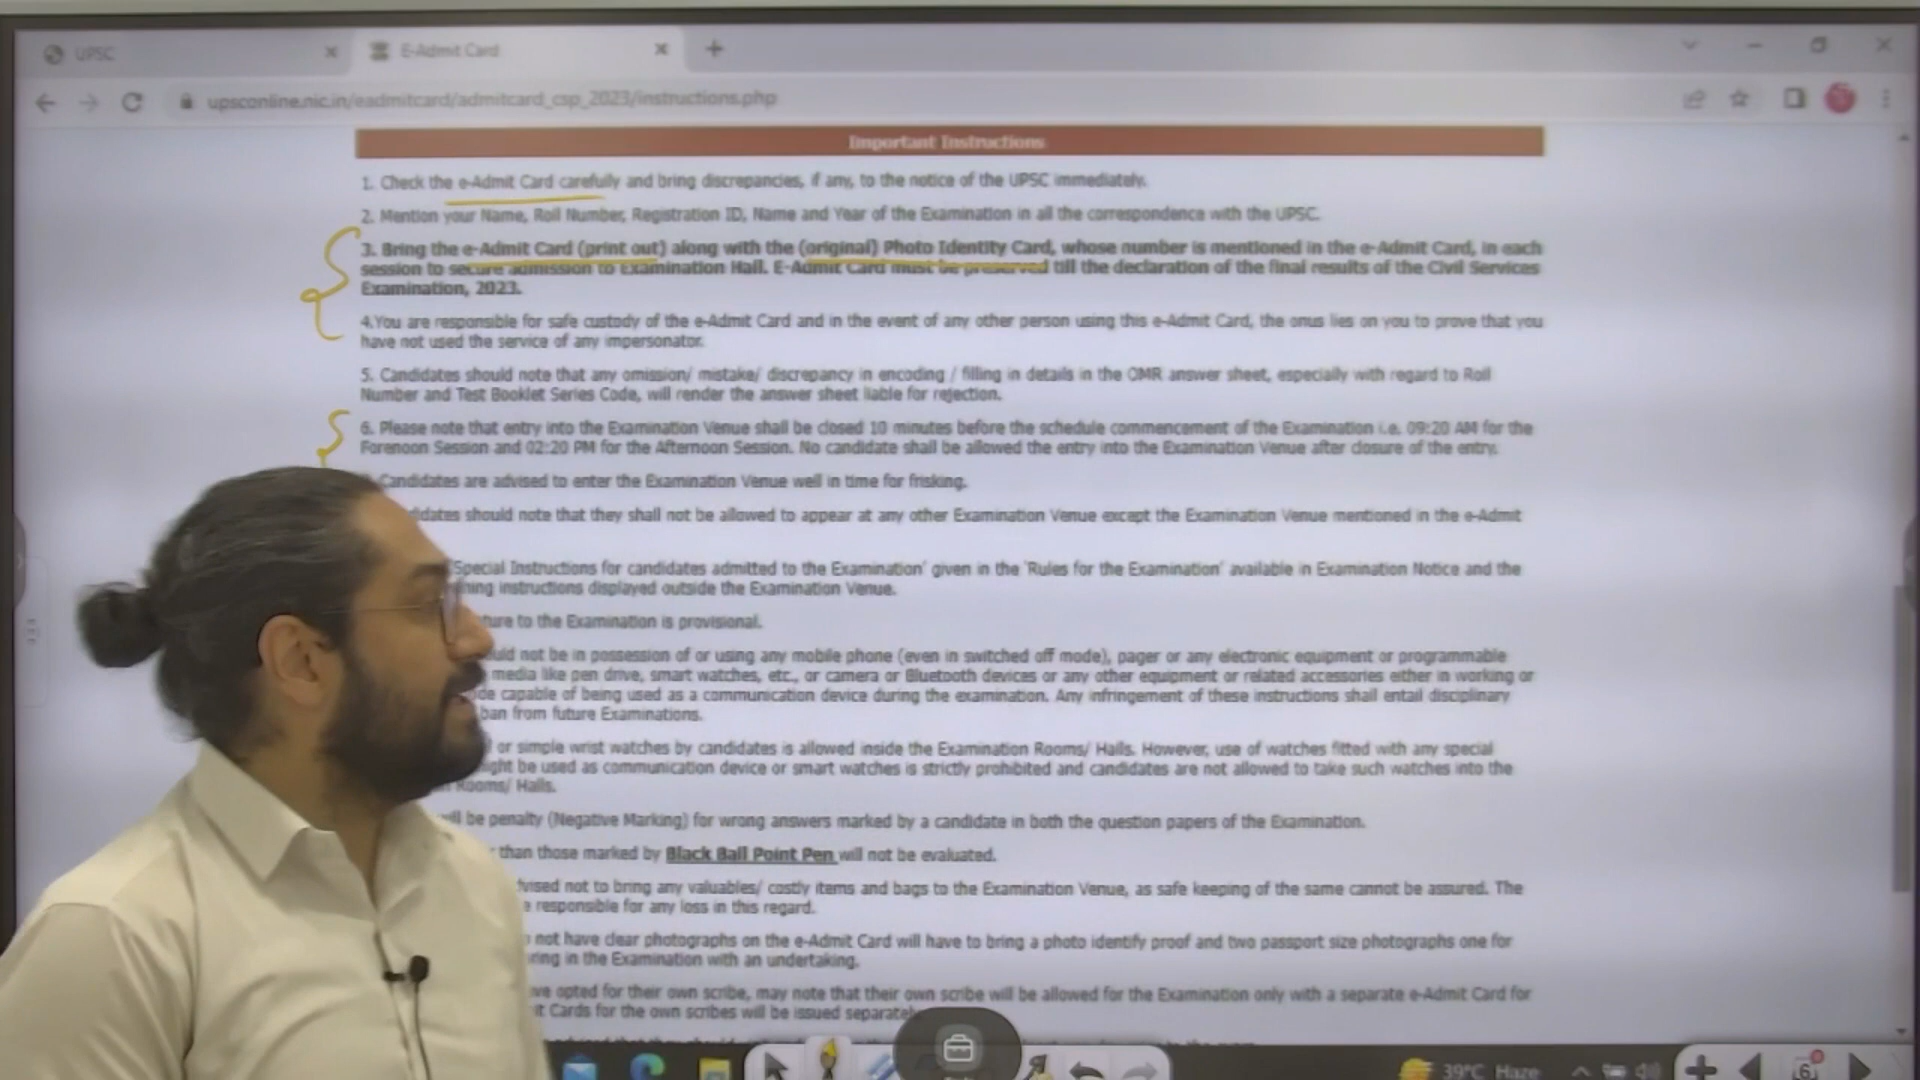 UPSC
E-Admit Card
upsconline.nic.in/eadmitcard/admitcard_csp_2023/instructions.php
Important Instructions
1. Check the e-Admit Card carefully and bring discrepancies, if any, to the notice of the UPSC immediately.
2. Mention your Name, Roll Number, Registration ID, Name and Year of the Examination in all the correspondence with the UPSC.
3. Bring the e-Admit Card (print out) along with the (original) Photo Identity Card, whose number is mentioned in the e-Admit Card, in each
session to secure admission to Examination Hall. E-Admit Card must be preserved till the declaration of the final results of the Civil Services
Examination, 2023.
4.You are responsible for safe custody of the e-Admit Card and in the event of any other person using this e-Admit Card, the onus lies on you to prove that you
have not used the service of any impersonator.
5. Candidates should note that any omission/ mistake/ discrepancy in encoding / filling in details in the OMR answer sheet, especially with regard to Roll
Number and Test Booklet Series Code, will render the answer sheet liable for rejection.
6. Please note that entry into the Examination Venue shall be closed 10 minutes before the schedule commencement of the Examination i.e. 09:20 AM for the
Forenoon Session and 02:20 PM for the Afternoon Session. No candidate shall be allowed the entry into the Examination Venue after closure of the entry.
Candidates are advised to enter the Examination Venue well in time for frisking.
didates should note that they shall not be allowed to appear at any other Examination Venue except the Examination Venue mentioned in the e-Admit
'Special Instructions for candidates admitted to the Examination' given in the 'Rules for the Examination' available in Examination Notice and the
ning instructions displayed outside the Examination Venue.
ture to the Examination is provisional.
uld not be in possession of or using any mobile phone (even in switched off mode), pager or any electronic equipment or programmable
media like pen drive, smart watches, etc., or camera or Bluetooth devices or any other equipment or related accessories either in working or
de capable of being used as a communication device during the examination. Any infringement of these instructions shall entail disciplinary
ban from future Examinations.
or simple wrist watches by candidates is allowed inside the Examination Rooms/ Halls. However, use of watches fitted with any special
ght be used as communication device or smart watches is strictly prohibited and candidates are not allowed to take such watches into the
Rooms/ Halls.
ill be penalty (Negative Marking) for wrong answers marked by a candidate in both the question papers of the Examination.
than those marked by Black Ball Point Pen will not be evaluated.
vised not to bring any valuables/ costly items and bags to the Examination Venue, as safe keeping of the same cannot be assured. The
e responsible for any loss in this regard.
not have clear photographs on the e-Admit Card will have to bring a photo identify proof and two passport size photographs one for
ring in the Examination with an undertaking.
ve opted for their own scribe, may note that their own scribe will be allowed for the Examination only with a separate e-Admit Card for
it Cards for the own scribes will be issued separately
39°C Haze
6